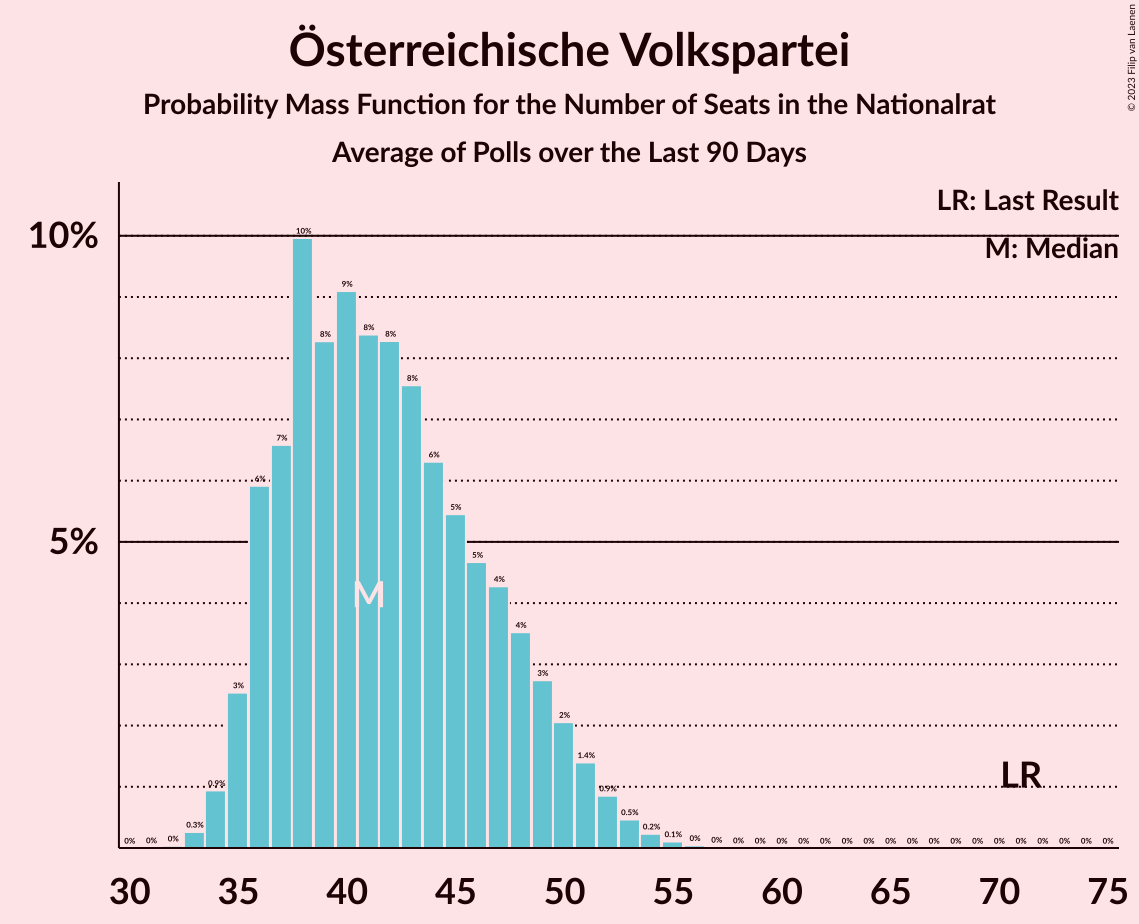 Österreichische Volkspartei
Probability Mass Function for the Number of Seats in the Nationalrat
Average of Polls over the Last 90 Days
© 2023 Filip van Laenen
LR: Last Result
M: Median
10%
5%
0% 0% 0% 0.3% 0.9% 3% 6% 7% 10% 8% 9% 8% 8% 8% 6% 5% 5% 4% 4% 3% 2% 1.4% 0.9% 0.5% 0.2% 0.1% 0% 0% 0% 0% 0% 0% 0% 0% 0% 0% 0% 0% 0% 0% 0% 0% 0% 0% 0% 0%
M
LR
30 35 40 45 50 55 60 65 70 75